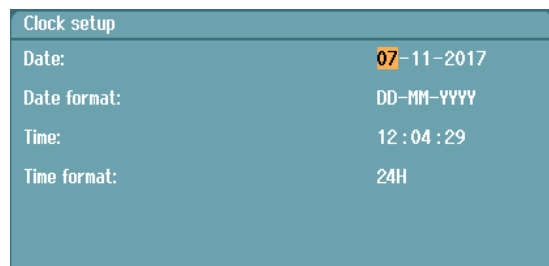 Clock setup
Date: 07-11-2017
Date format: DD-MM-YYYY
Time: 12:04:29
Time format: 24H